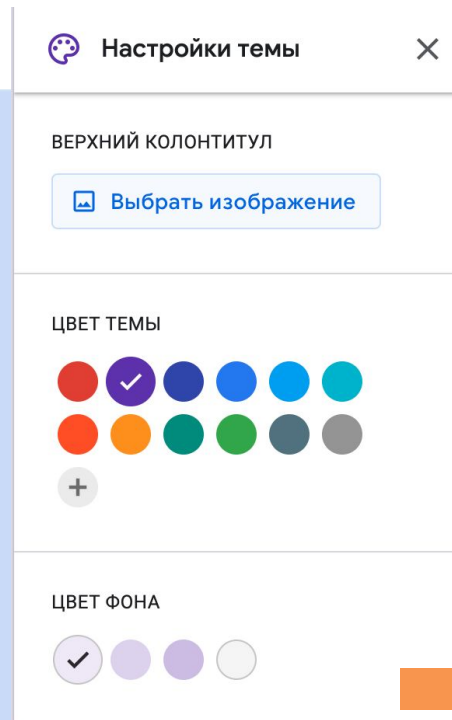 Настройки темы
ВЕРХНИЙ КОЛОНТИТУЛ
Выбрать изображение
ЦВЕТ ТЕМЫ
ЦВЕТ ФОНА